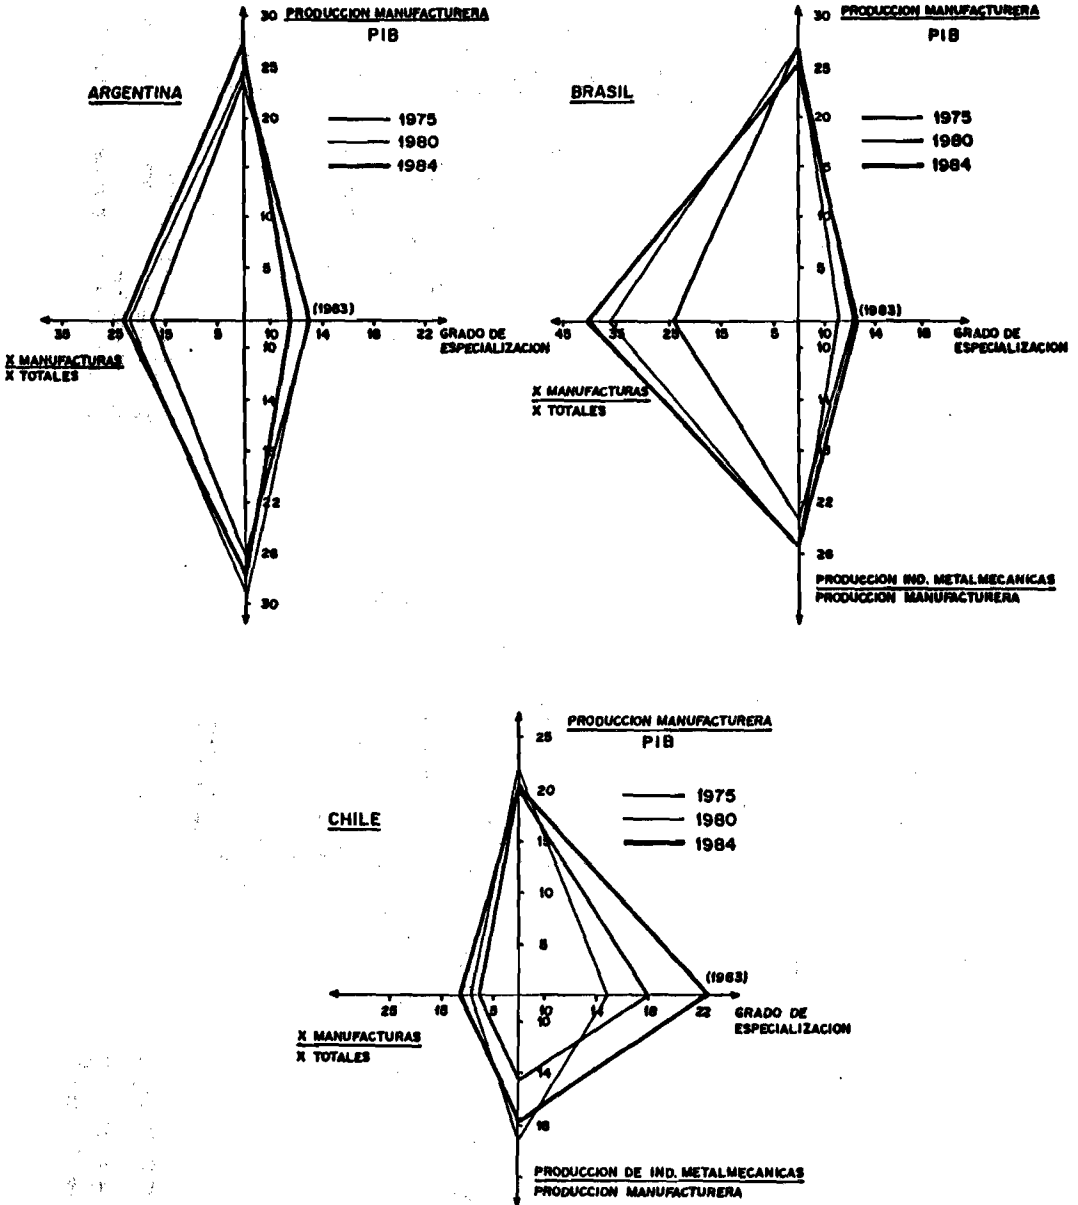 30
PRODUCCION MANUFACTURERA
PIB
25
ARGENTINA
20
1975
1980
1984
10
5
(1963)
35
25
15
5
10
14
18
22
GRADO DE
ESPECIALIZACION
10
X MANUFACTURAS
X TOTALES
14
22
26
30
30
PRODUCCION MANUFACTURERA
PIB
25
BRASIL
20
1975
1980
1984
5
10
5
(1983)
45
35
25
15
5
10
14
18
GRADO DE
ESPECIALIZACION
10
X MANUFACTURAS
X TOTALES
22
26
PRODUCCION IND. METALMECANICAS
PRODUCCION MANUFACTURERA
PRODUCCION MANUFACTURERA
PIB
25
20
1975
1980
1984
CHILE
15
10
5
(1963)
25
15
5
10
14
18
22
GRADO DE
ESPECIALIZACION
10
X MANUFACTURAS
X TOTALES
14
18
PRODUCCION DE IND. METALMECANICAS
PRODUCCION MANUFACTURERA